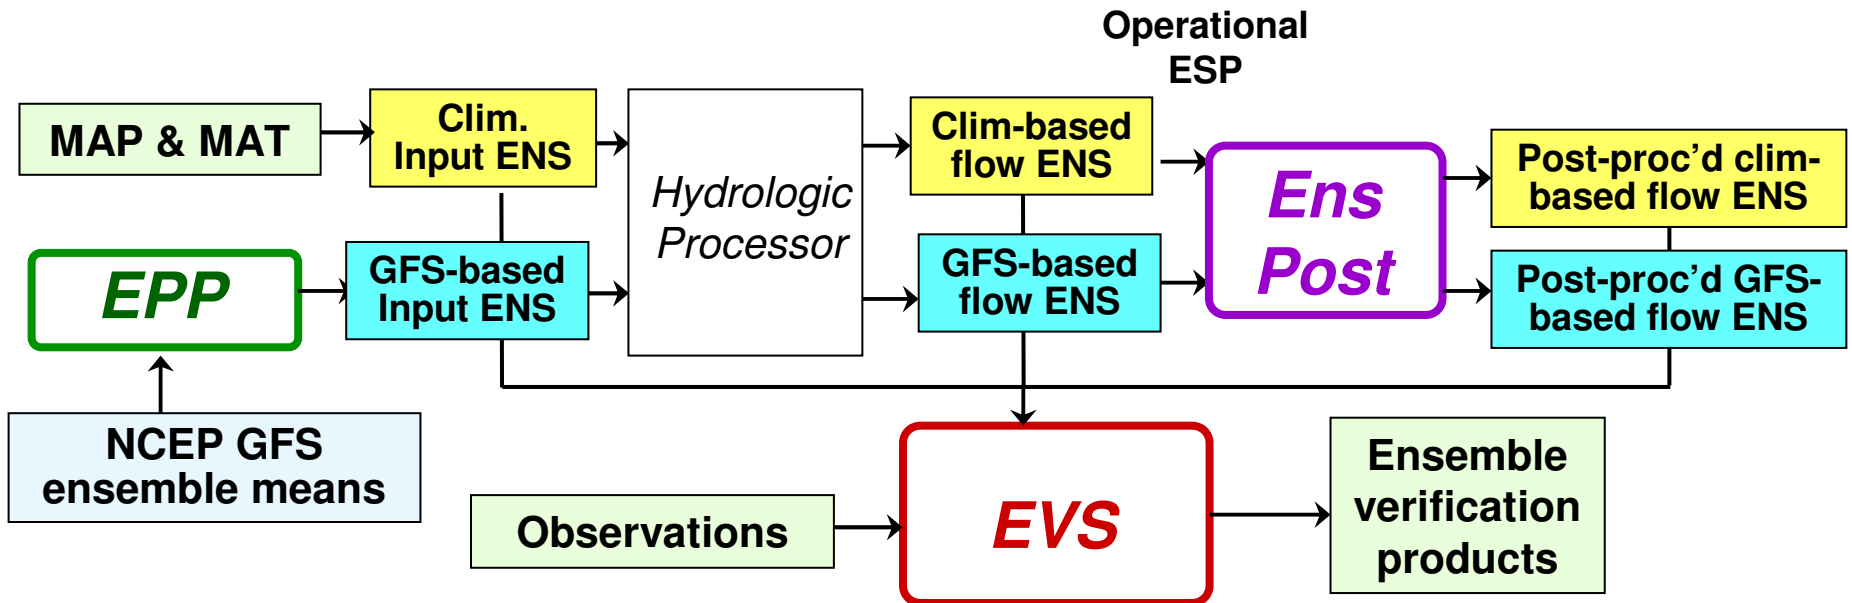 Operational
ESP
MAP & MAT
Clim.
Input ENS
Hydrologic
Processor
Clim-based
flow ENS
Ens
Post
Post-proc’d clim-
based flow ENS
EPP
GFS-based
Input ENS
GFS-based
flow ENS
Post-proc’d GFS-
based flow ENS
NCEP GFS
ensemble means
Observations
EVS
Ensemble
verification
products